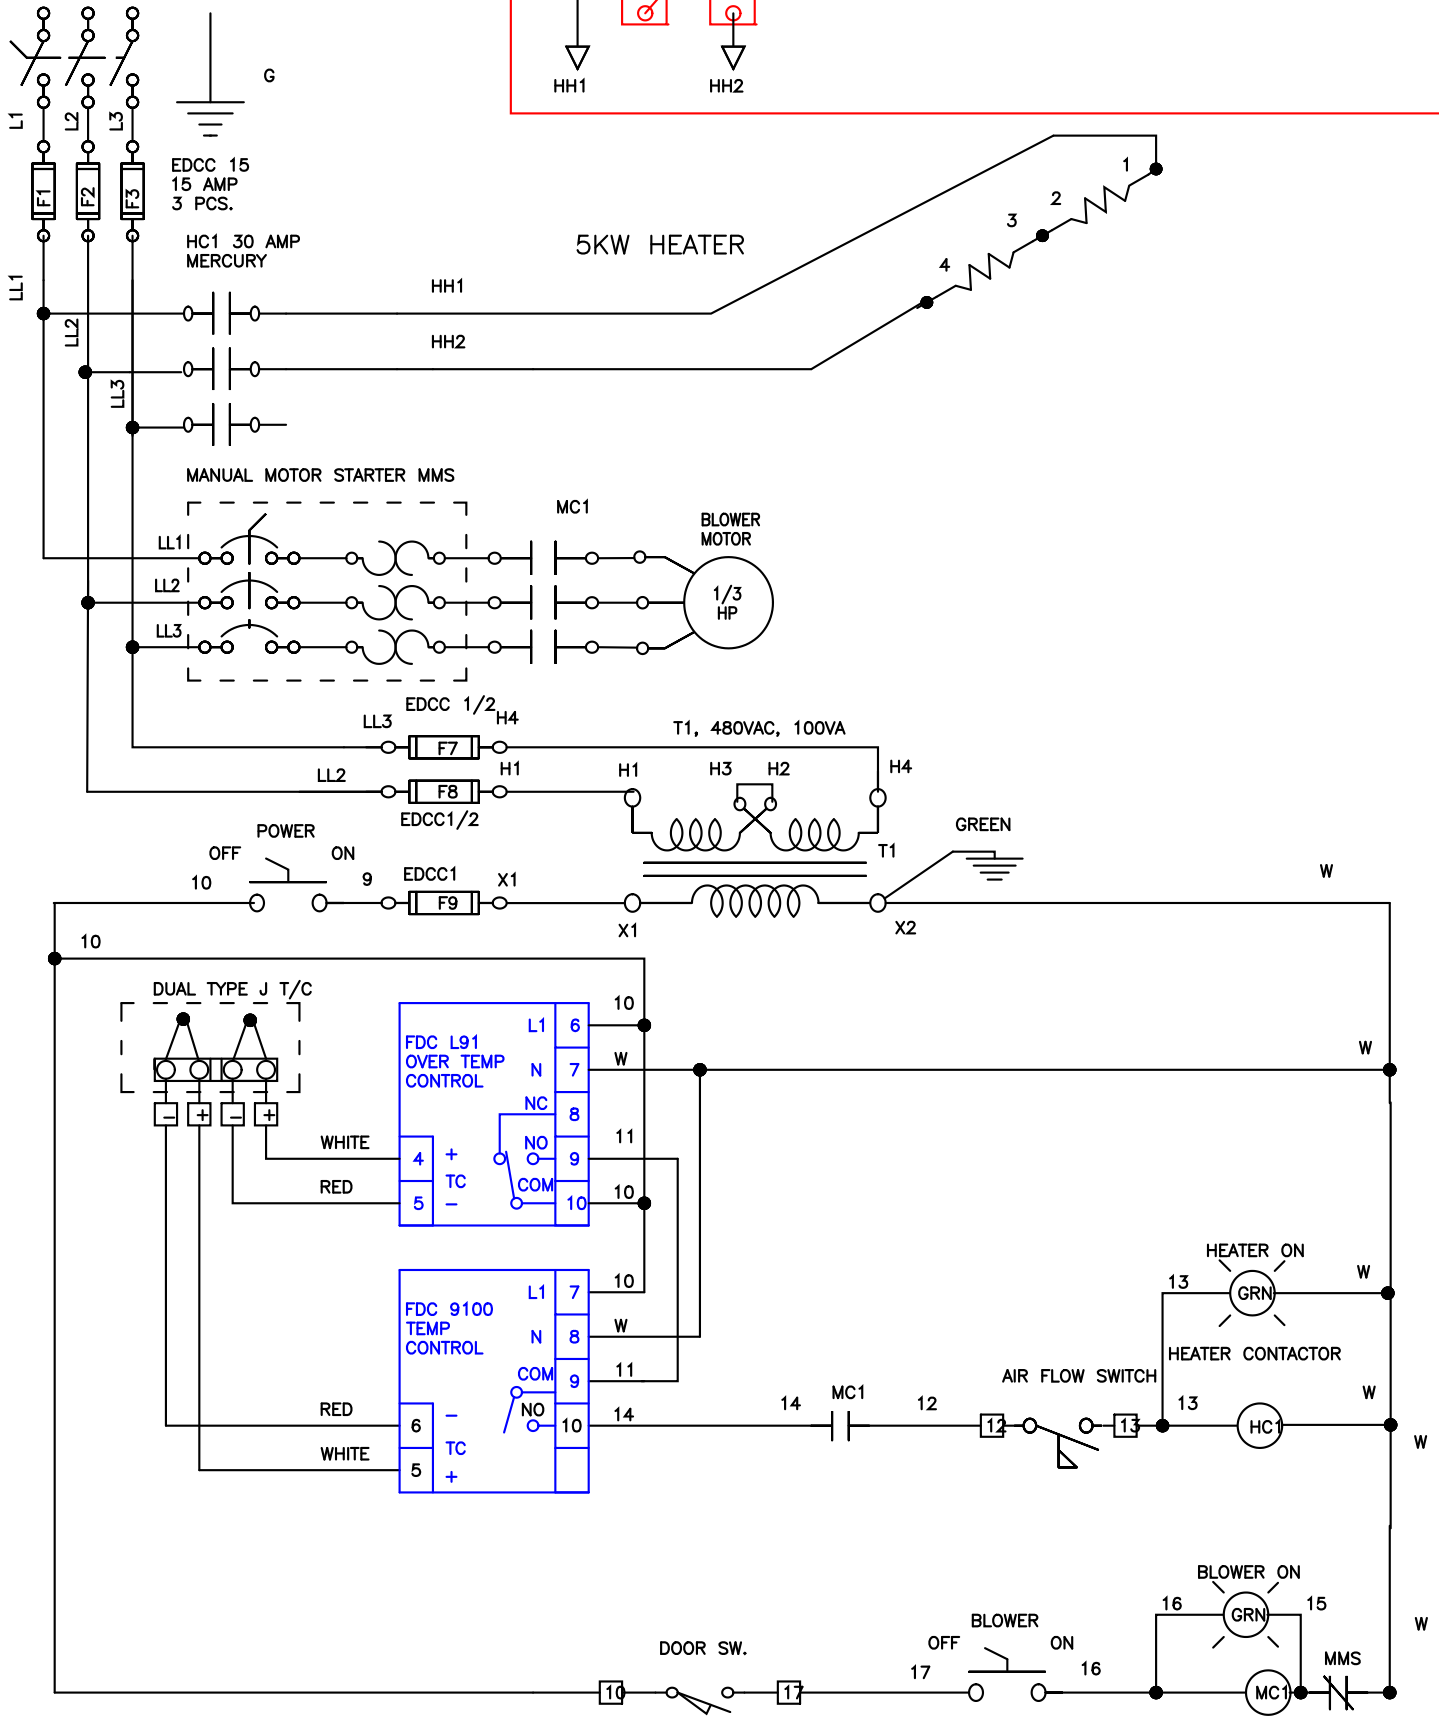 HH1
HH2
G
L1
L2
L3
EDCC 15
15 AMP
3 PCS.
F1
F2
F3
1
2
3
4
HC1 30 AMP
MERCURY
5KW HEATER
LL1
HH1
LL2
HH2
LL3
MANUAL MOTOR STARTER MMS
MC1
BLOWER
MOTOR
LL1
LL2
LL3
1/3
HP
EDCC 1/2
LL3
F7
H4
T1, 480VAC, 100VA
LL2
F8
H1
H1
H3
H2
H4
EDCC1/2
POWER
OFF
ON
T1
GREEN
10
9
EDCC1
F9
X1
X1
X2
W
10
DUAL TYPE J T/C
- + - +
FDC L91
OVER TEMP
CONTROL
L1
6
10
N
7
W
W
NC
8
NO
9
11
COM
10
10
WHITE
4
+
TC
RED
5
-
FDC 9100
TEMP
CONTROL
L1
7
10
N
8
W
COM
9
11
NO
10
14
RED
6
-
TC
WHITE
5
+
HEATER ON
13
GRN
W
HEATER CONTACTOR
AIR FLOW SWITCH
14
MC1
12
12
13
13
HC1
W
W
BLOWER ON
16
GRN
15
W
DOOR SW.
BLOWER
OFF
ON
MMS
10
17
17
16
MC1